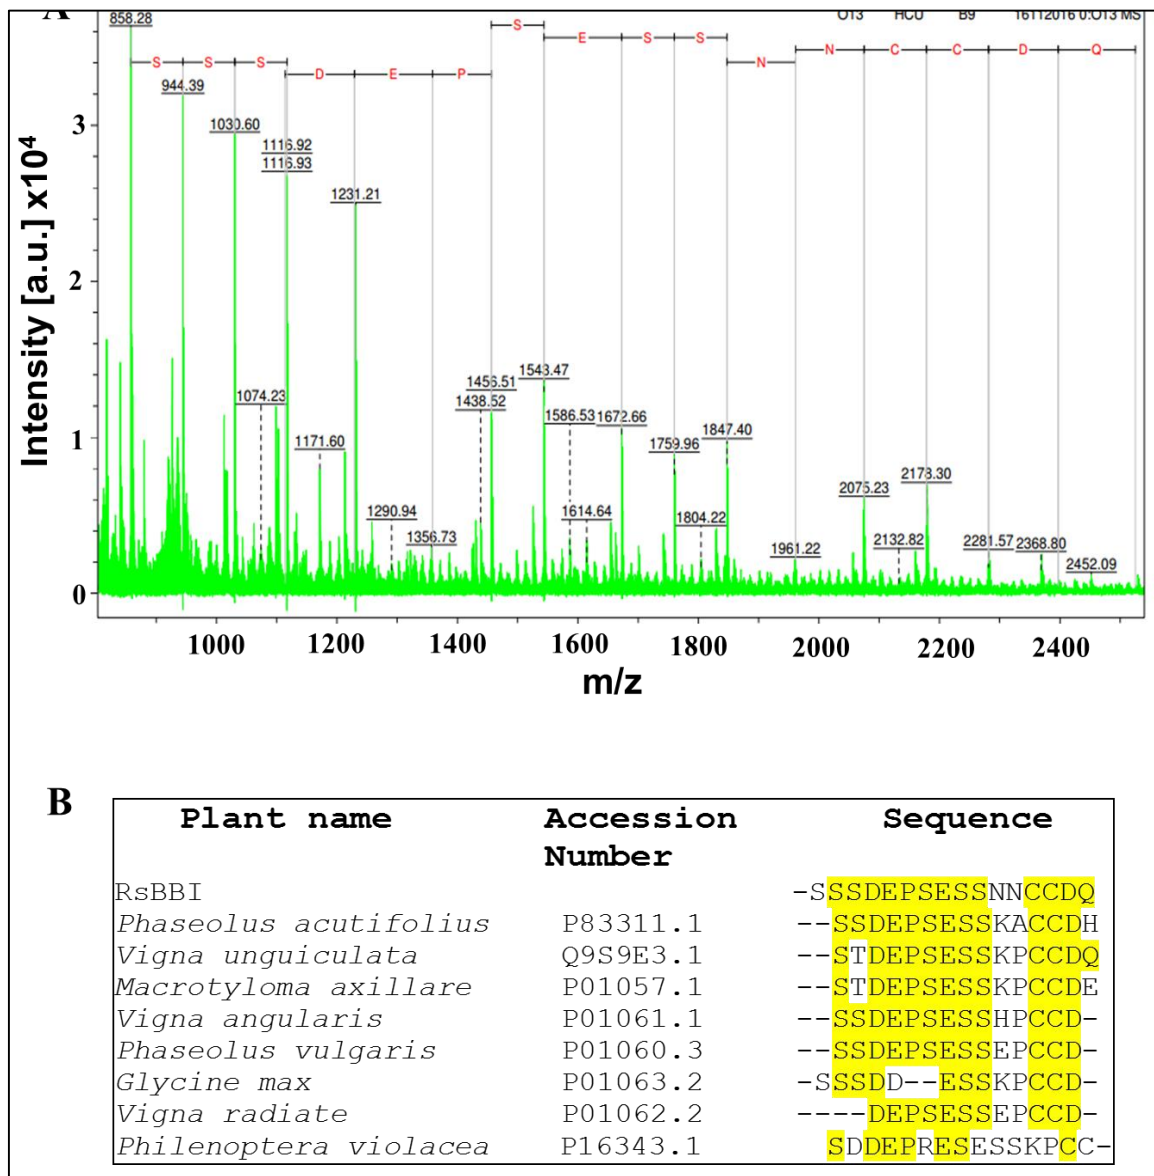 A
O13 HCU B9 16112016 0:O13 MS
S
E S S
N C C D Q
S S S
D E P
N
858.28
944.39
1030.60
1116.92
1116.93
1231.21
1074.23
1171.60
1290.94
1356.73
1456.51
1438.52
1543.47
1586.53
1614.64
1672.66
1759.96
1804.22
1847.40
1961.22
2075.23
2132.82
2178.30
2281.57
2368.80
2452.09
Intensity [a.u.] x10⁴
3
2
1
0
1000 1200 1400 1600 1800 2000 2200 2400
m/z
B
Plant name Accession Number Sequence
RsBBI -SSSDEPSESSNNCCDQ
Phaseolus acutifolius P83311.1 --SSDEPSESSKACCDH
Vigna unguiculata Q9S9E3.1 --STDEPSESSKPCCDQ
Macrotyloma axillare P01057.1 --STDEPSESSKPCCDE
Vigna angularis P01061.1 --SSDEPSESSHPCCD-
Phaseolus vulgaris P01060.3 --SSDEPSESSEPCCD-
Glycine max P01063.2 -SSSDD--ESSKPCCD-
Vigna radiate P01062.2 ----DEPSESSEPCCD-
Philenoptera violacea P16343.1 SDDEPRESESSKPCC-